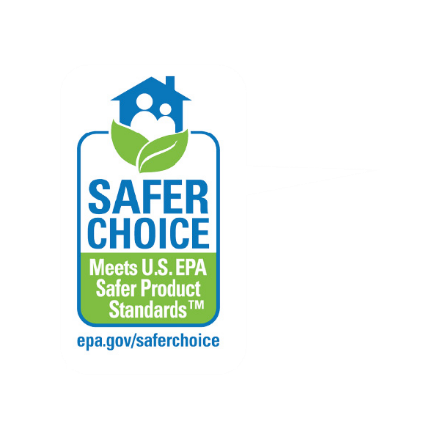 SAFER
CHOICE
Meets U.S. EPA
Safer Product
Standards™
epa.gov/saferchoice